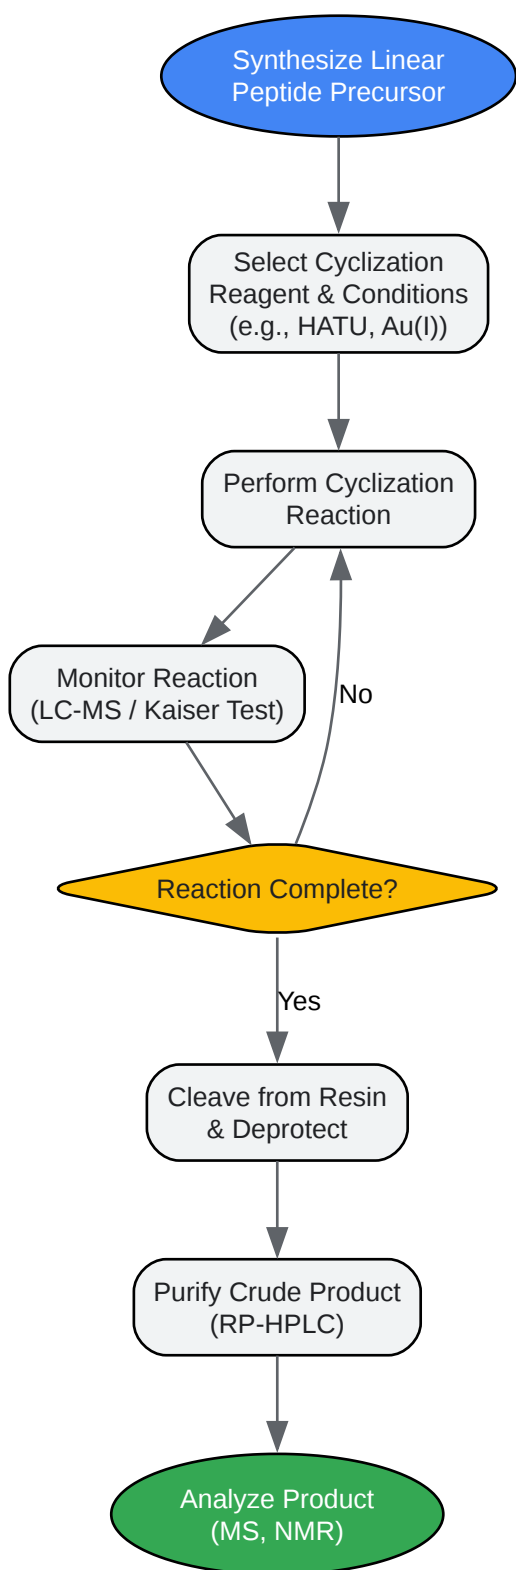 Synthesize Linear
Peptide Precursor
Select Cyclization
Reagent & Conditions
(e.g., HATU, Au(I))
Perform Cyclization
Reaction
Monitor Reaction
(LC-MS / Kaiser Test)
No
Reaction Complete?
Yes
Cleave from Resin
& Deprotect
Purify Crude Product
(RP-HPLC)
Analyze Product
(MS, NMR)